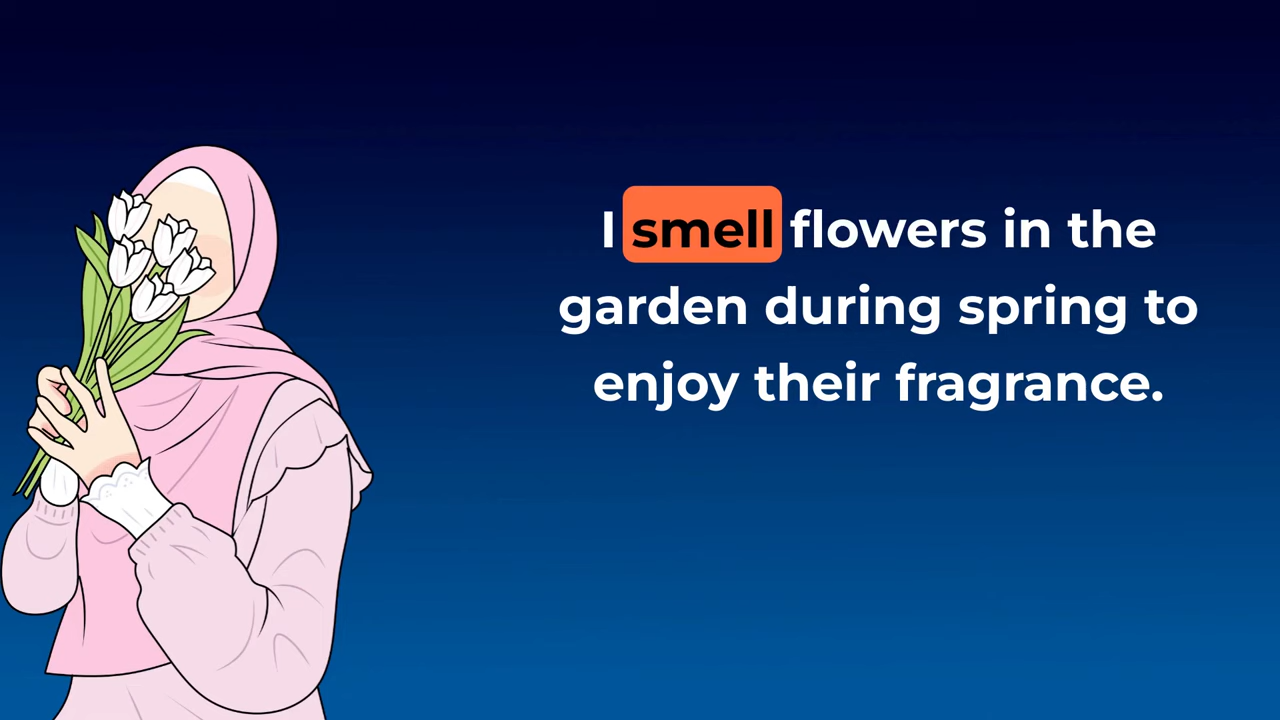 I smell flowers in the
garden during spring to
enjoy their fragrance.